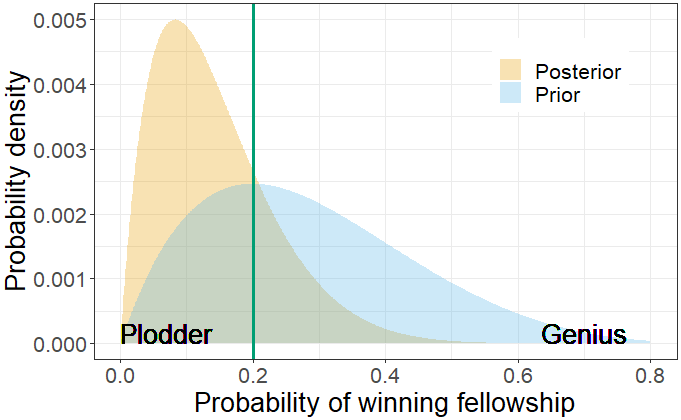 0.005
0.004
0.003
0.002
0.001
0.000
Probability density
Posterior
Prior
Plodder
Genius
0.0
0.2
0.4
0.6
0.8
Probability of winning fellowship